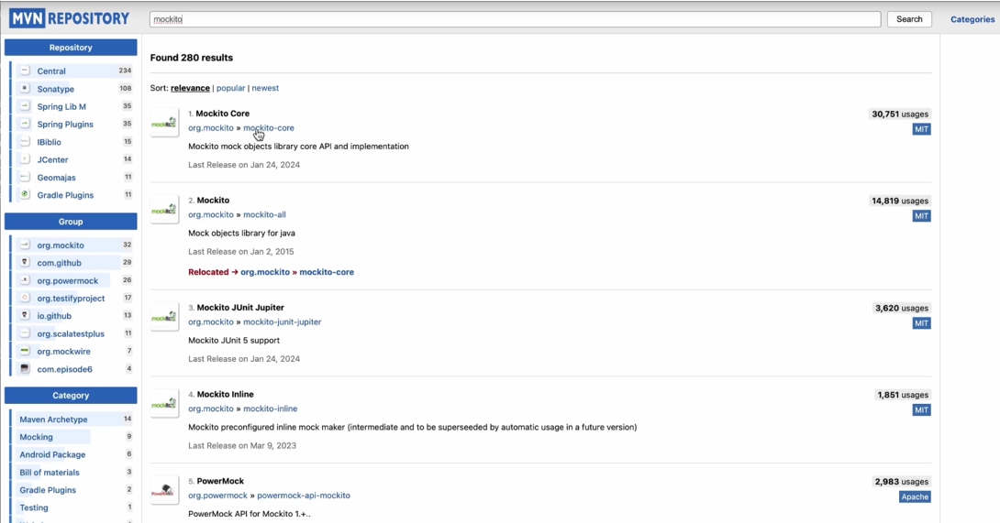 MVN REPOSITORY
mockito
Search
Categories
Repository
Central 234
Sonatype 108
Spring Lib M 35
Spring Plugins 35
IBiblio 15
JCenter 14
Geomajas 11
Gradle Plugins 11
Group
org.mockito 32
com.github 29
org.powermock 26
org.testifyproject 17
io.github 13
org.scalatestplus 11
org.mockwire 7
com.episode6 4
Category
Maven Archetype 14
Mocking 9
Android Package 6
Bill of materials 3
Gradle Plugins 2
Testing 1
Found 280 results
Sort: relevance | popular | newest
1. Mockito Core 30,751 usages
org.mockito » mockito-core MIT
Mockito mock objects library core API and implementation
Last Release on Jan 24, 2024
2. Mockito 14,819 usages
org.mockito » mockito-all MIT
Mock objects library for java
Last Release on Jan 2, 2015
Relocated → org.mockito » mockito-core
3. Mockito JUnit Jupiter 3,620 usages
org.mockito » mockito-junit-jupiter MIT
Mockito JUnit 5 support
Last Release on Jan 24, 2024
4. Mockito Inline 1,851 usages
org.mockito » mockito-inline MIT
Mockito preconfigured inline mock maker (intermediate and to be superseeded by automatic usage in a future version)
Last Release on Mar 9, 2023
5. PowerMock 2,983 usages
org.powermock » powermock-api-mockito Apache
PowerMock API for Mockito 1.+..